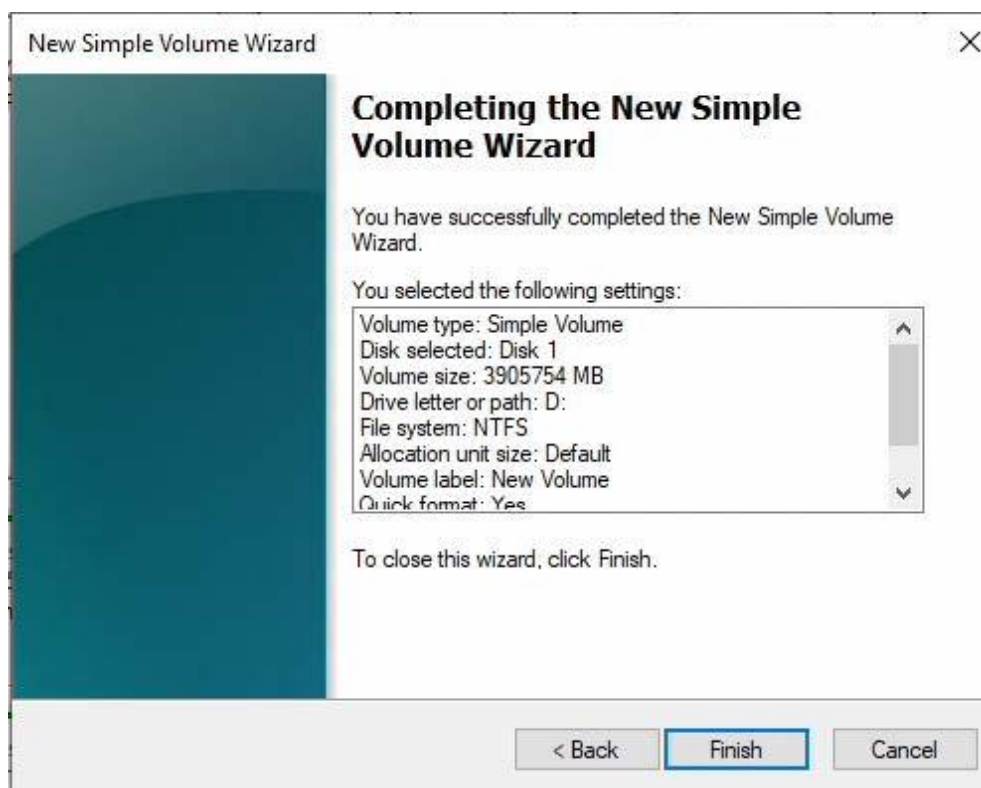 New Simple Volume Wizard
Completing the New Simple
Volume Wizard
You have successfully completed the New Simple Volume
Wizard.
You selected the following settings:
Volume type: Simple Volume
Disk selected: Disk 1
Volume size: 3905754 MB
Drive letter or path: D:
File system: NTFS
Allocation unit size: Default
Volume label: New Volume
Quick format: Yes
To close this wizard, click Finish.
< Back
Finish
Cancel